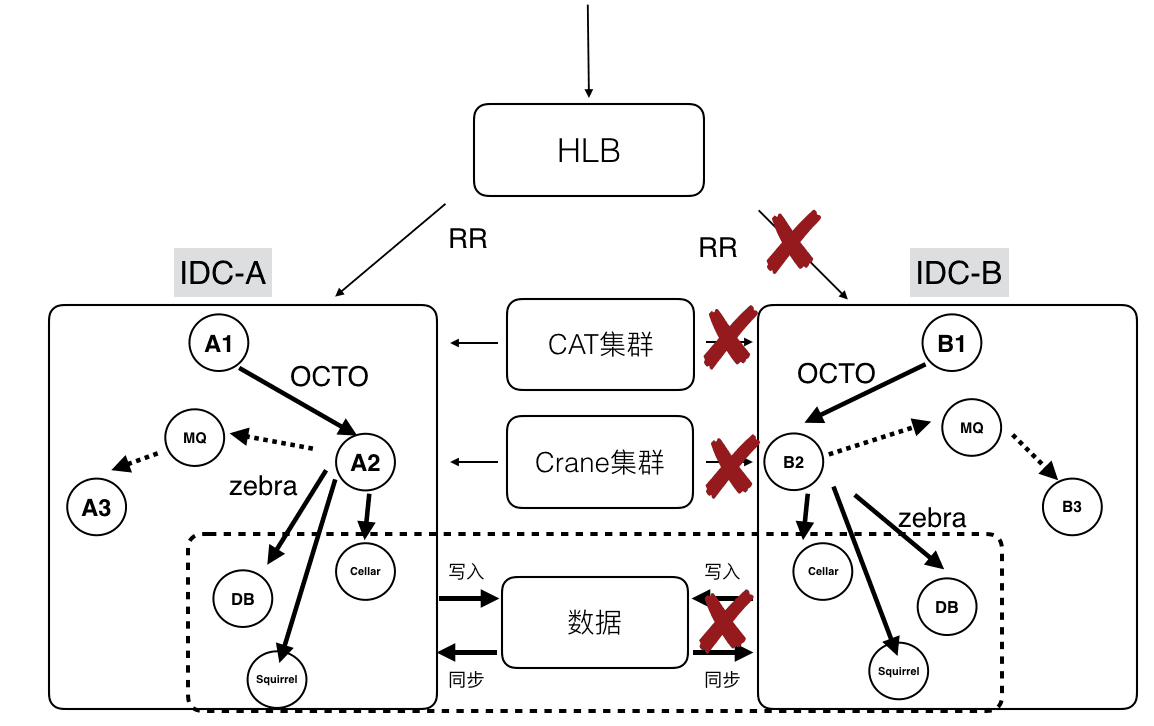 HLB
RR
RR
IDC-A
IDC-B
A1
OCTO
CAT集群
OCTO
B1
MQ
A2
Crane集群
B2
MQ
A3
zebra
B3
zebra
Cellar
写入
写入
Cellar
DB
数据
DB
Squirrel
同步
同步
Squirrel